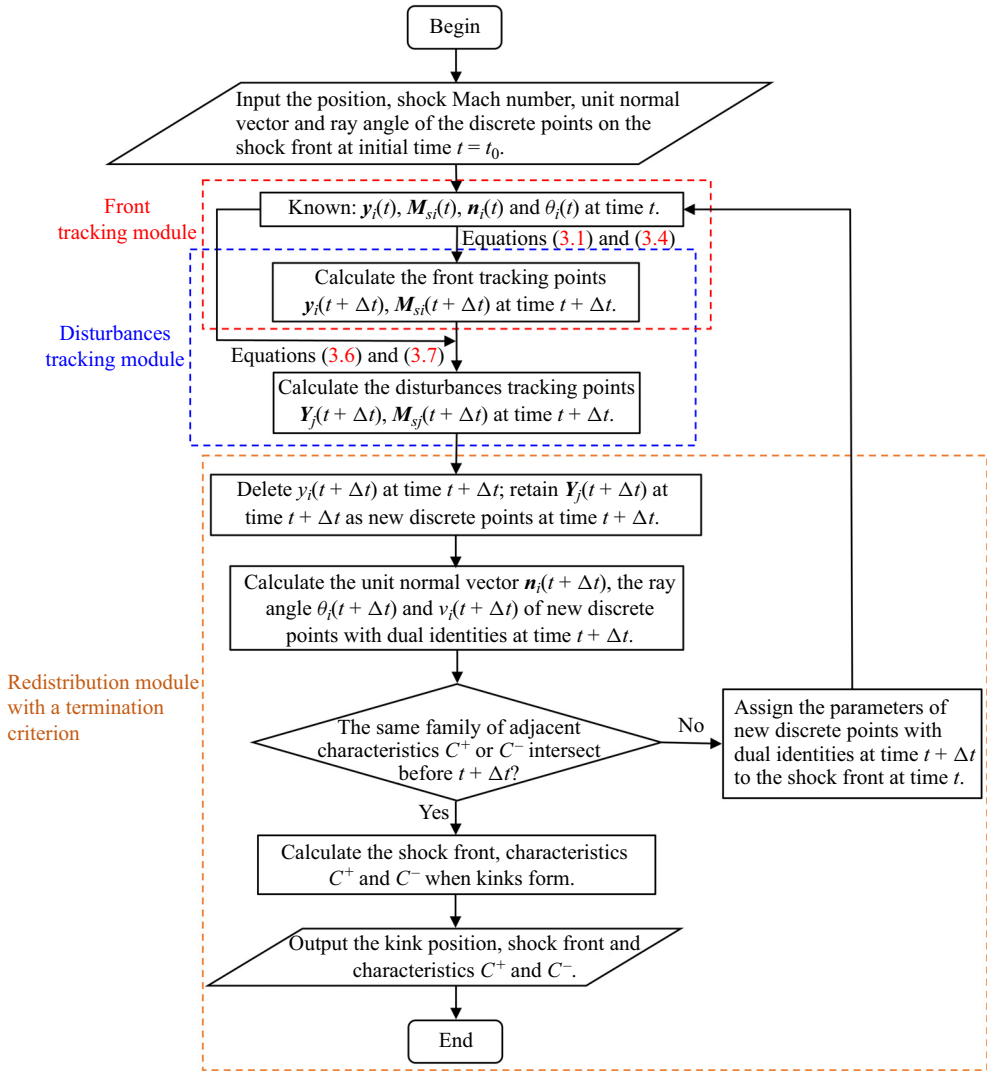 Begin
Input the position, shock Mach number, unit normal
vector and ray angle of the discrete points on the
shock front at initial time t = t₀.
Front
tracking module
Known: yᵢ(t), Mₛᵢ(t), nᵢ(t) and θᵢ(t) at time t.
Equations (3.1) and (3.4)
Calculate the front tracking points
yᵢ(t + Δt), Mₛᵢ(t + Δt) at time t + Δt.
Disturbances
tracking module
Equations (3.6) and (3.7)
Calculate the disturbances tracking points
Yⱼ(t + Δt), Mₛⱼ(t + Δt) at time t + Δt.
Delete yᵢ(t + Δt) at time t + Δt; retain Yⱼ(t + Δt) at
time t + Δt as new discrete points at time t + Δt.
Calculate the unit normal vector nᵢ(t + Δt), the ray
angle θᵢ(t + Δt) and νᵢ(t + Δt) of new discrete
points with dual identities at time t + Δt.
Redistribution module
with a termination
criterion
The same family of adjacent
characteristics C⁺ or C⁻ intersect
before t + Δt?
No
Assign the parameters of
new discrete points with
dual identities at time t + Δt
to the shock front at time t.
Yes
Calculate the shock front, characteristics
C⁺ and C⁻ when kinks form.
Output the kink position, shock front and
characteristics C⁺ and C⁻.
End